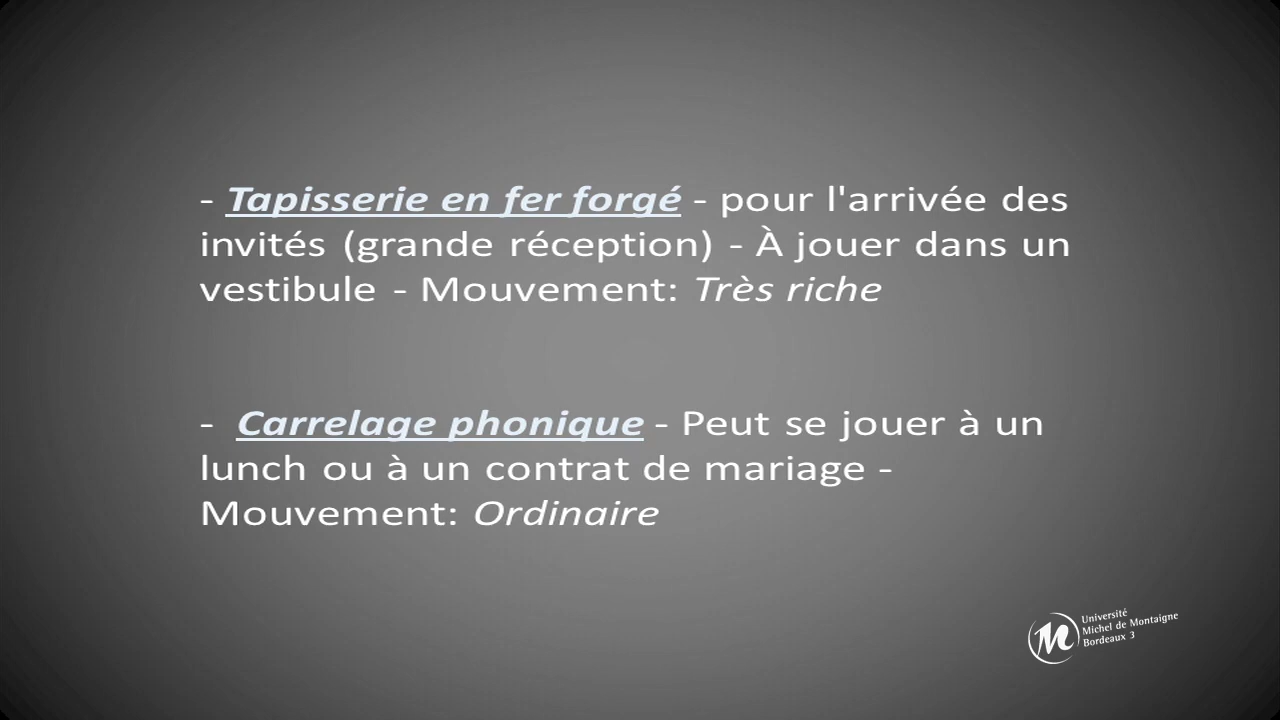 - Tapisserie en fer forgé - pour l'arrivée des
invités (grande réception) - À jouer dans un
vestibule - Mouvement: Très riche
- Carrelage phonique - Peut se jouer à un
lunch ou à un contrat de mariage -
Mouvement: Ordinaire
Université
Michel de Montaigne
Bordeaux 3